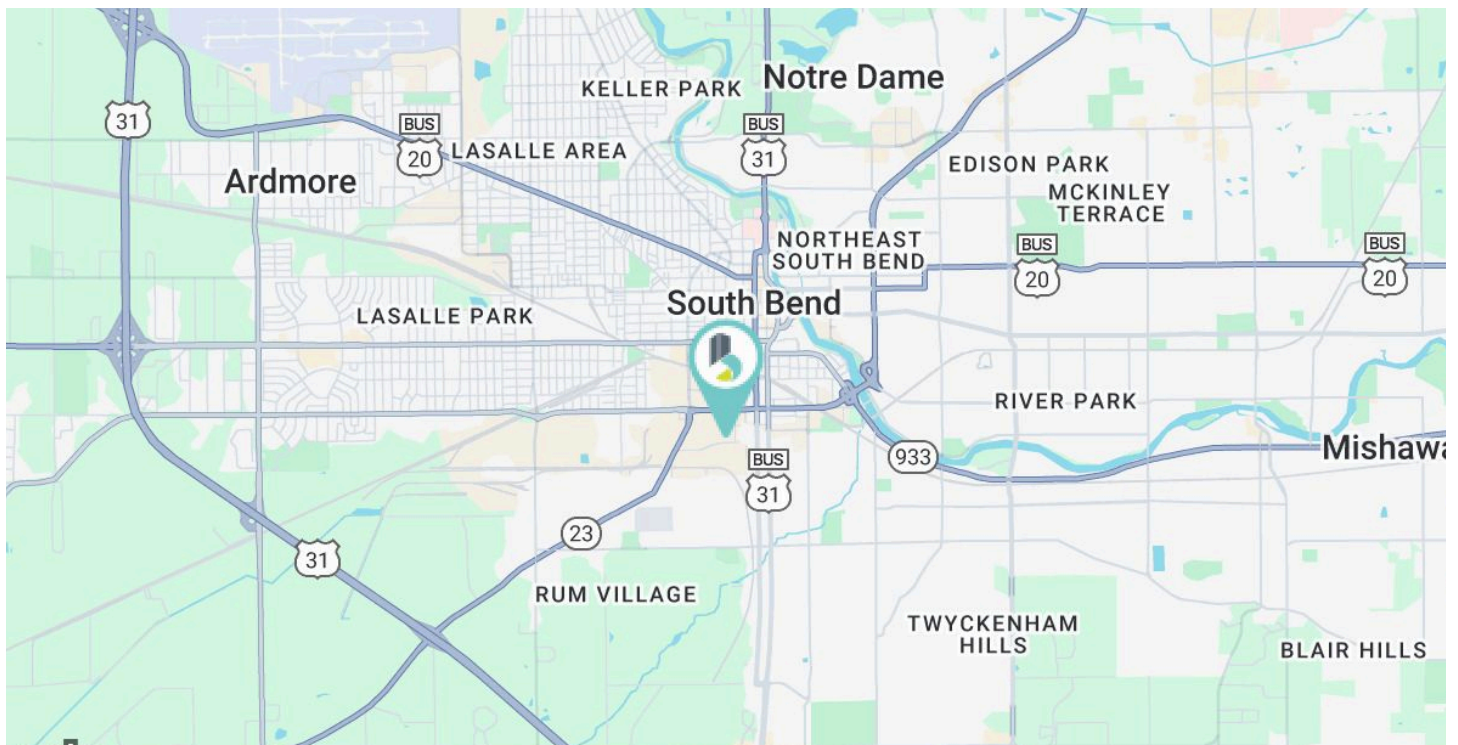 KELLER PARK
Notre Dame
31
BUS
20
LASALLE AREA
BUS
31
EDISON PARK
Ardmore
MCKINLEY
TERRACE
NORTHEAST
SOUTH BEND
BUS
20
BUS
20
LASALLE PARK
South Bend
RIVER PARK
Mishawa
933
BUS
31
23
31
RUM VILLAGE
TWYCKENHAM
HILLS
BLAIR HILLS